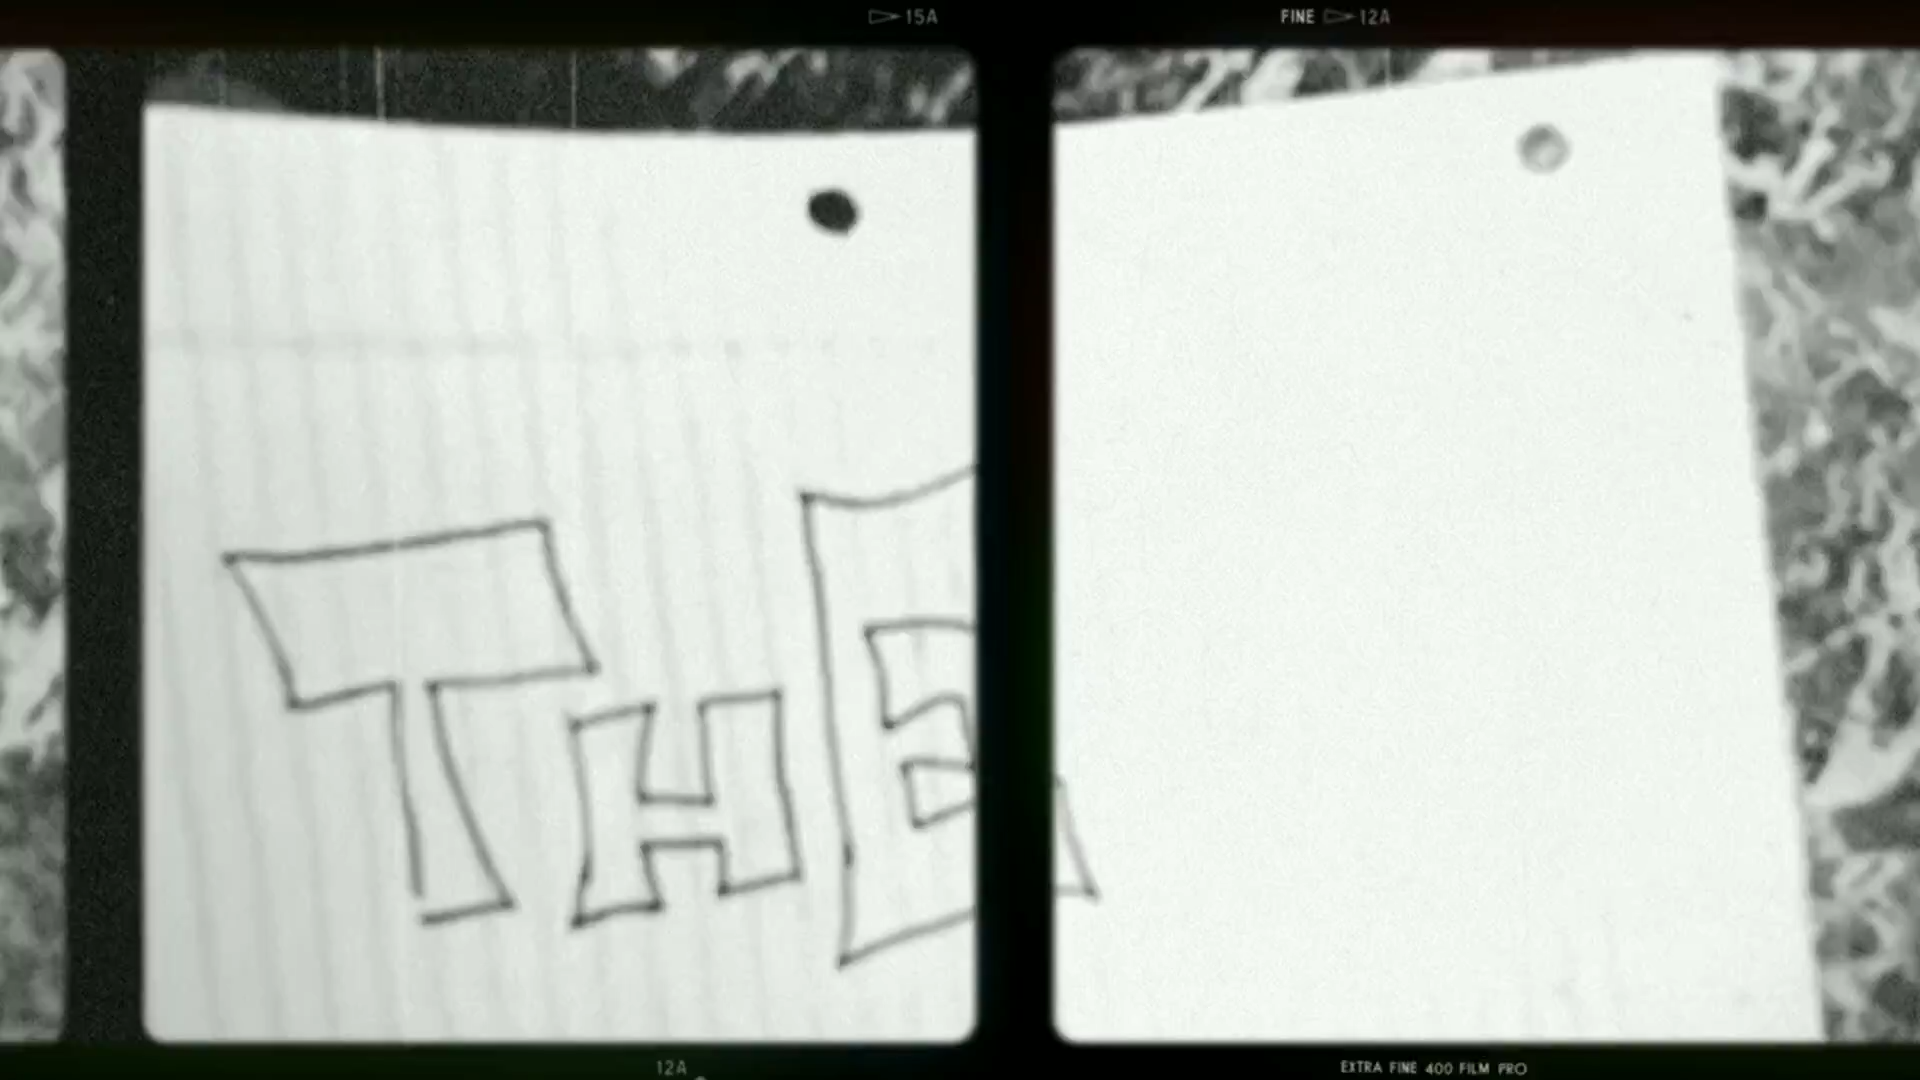 15A
FINE 12A
THE
12A
EXTRA FINE 400 FILM PRO